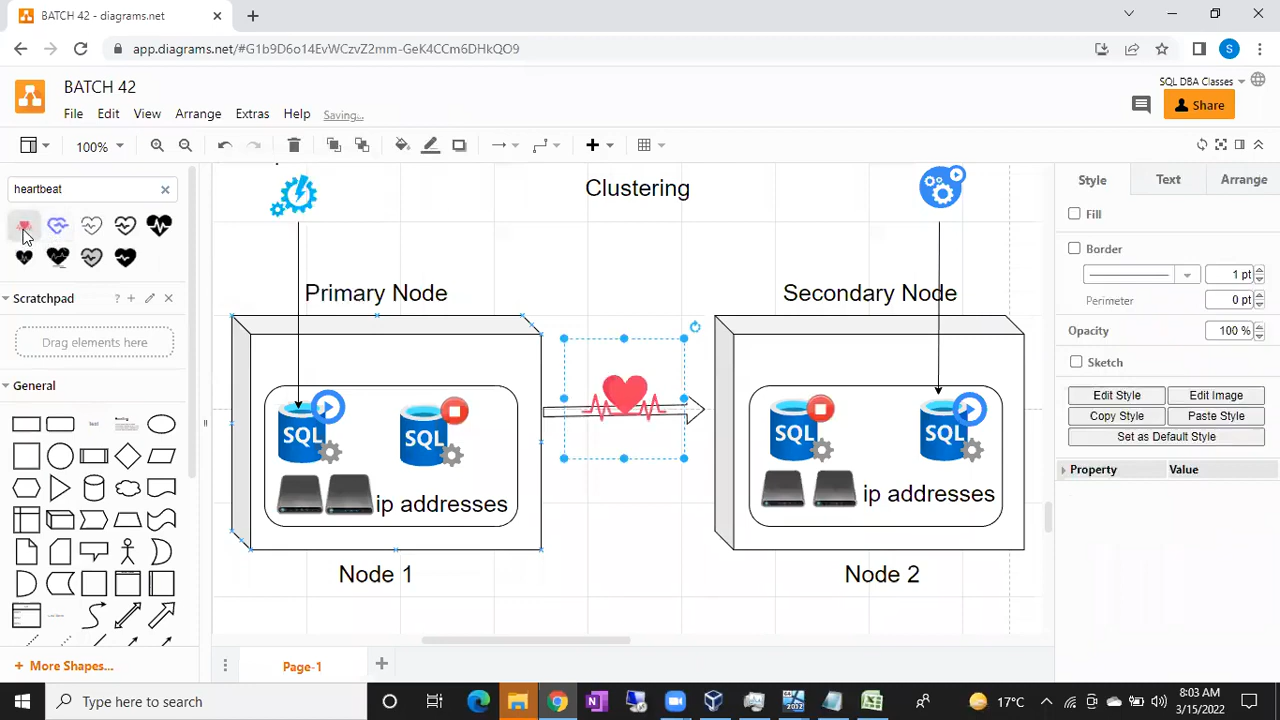 BATCH 42 - diagrams.net
app.diagrams.net/#G1b9D6o14EvWCzvZ2mm-GeK4CCm6DHkQO9
S
BATCH 42
SQL DBA Classes
File Edit View Arrange Extras Help Saving...
Share
100%
heartbeat
Clustering
Style Text Arrange
Fill
Border
1 pt
Perimeter 0 pt
Opacity 100 %
Sketch
Edit Style Edit Image
Copy Style Paste Style
Set as Default Style
Property Value
Scratchpad
Drag elements here
General
Text
Primary Node Secondary Node
SQL SQL SQL SQL
ip addresses ip addresses
Node 1 Node 2
More Shapes...
Page-1
Type here to search
17°C
8:03 AM
3/15/2022